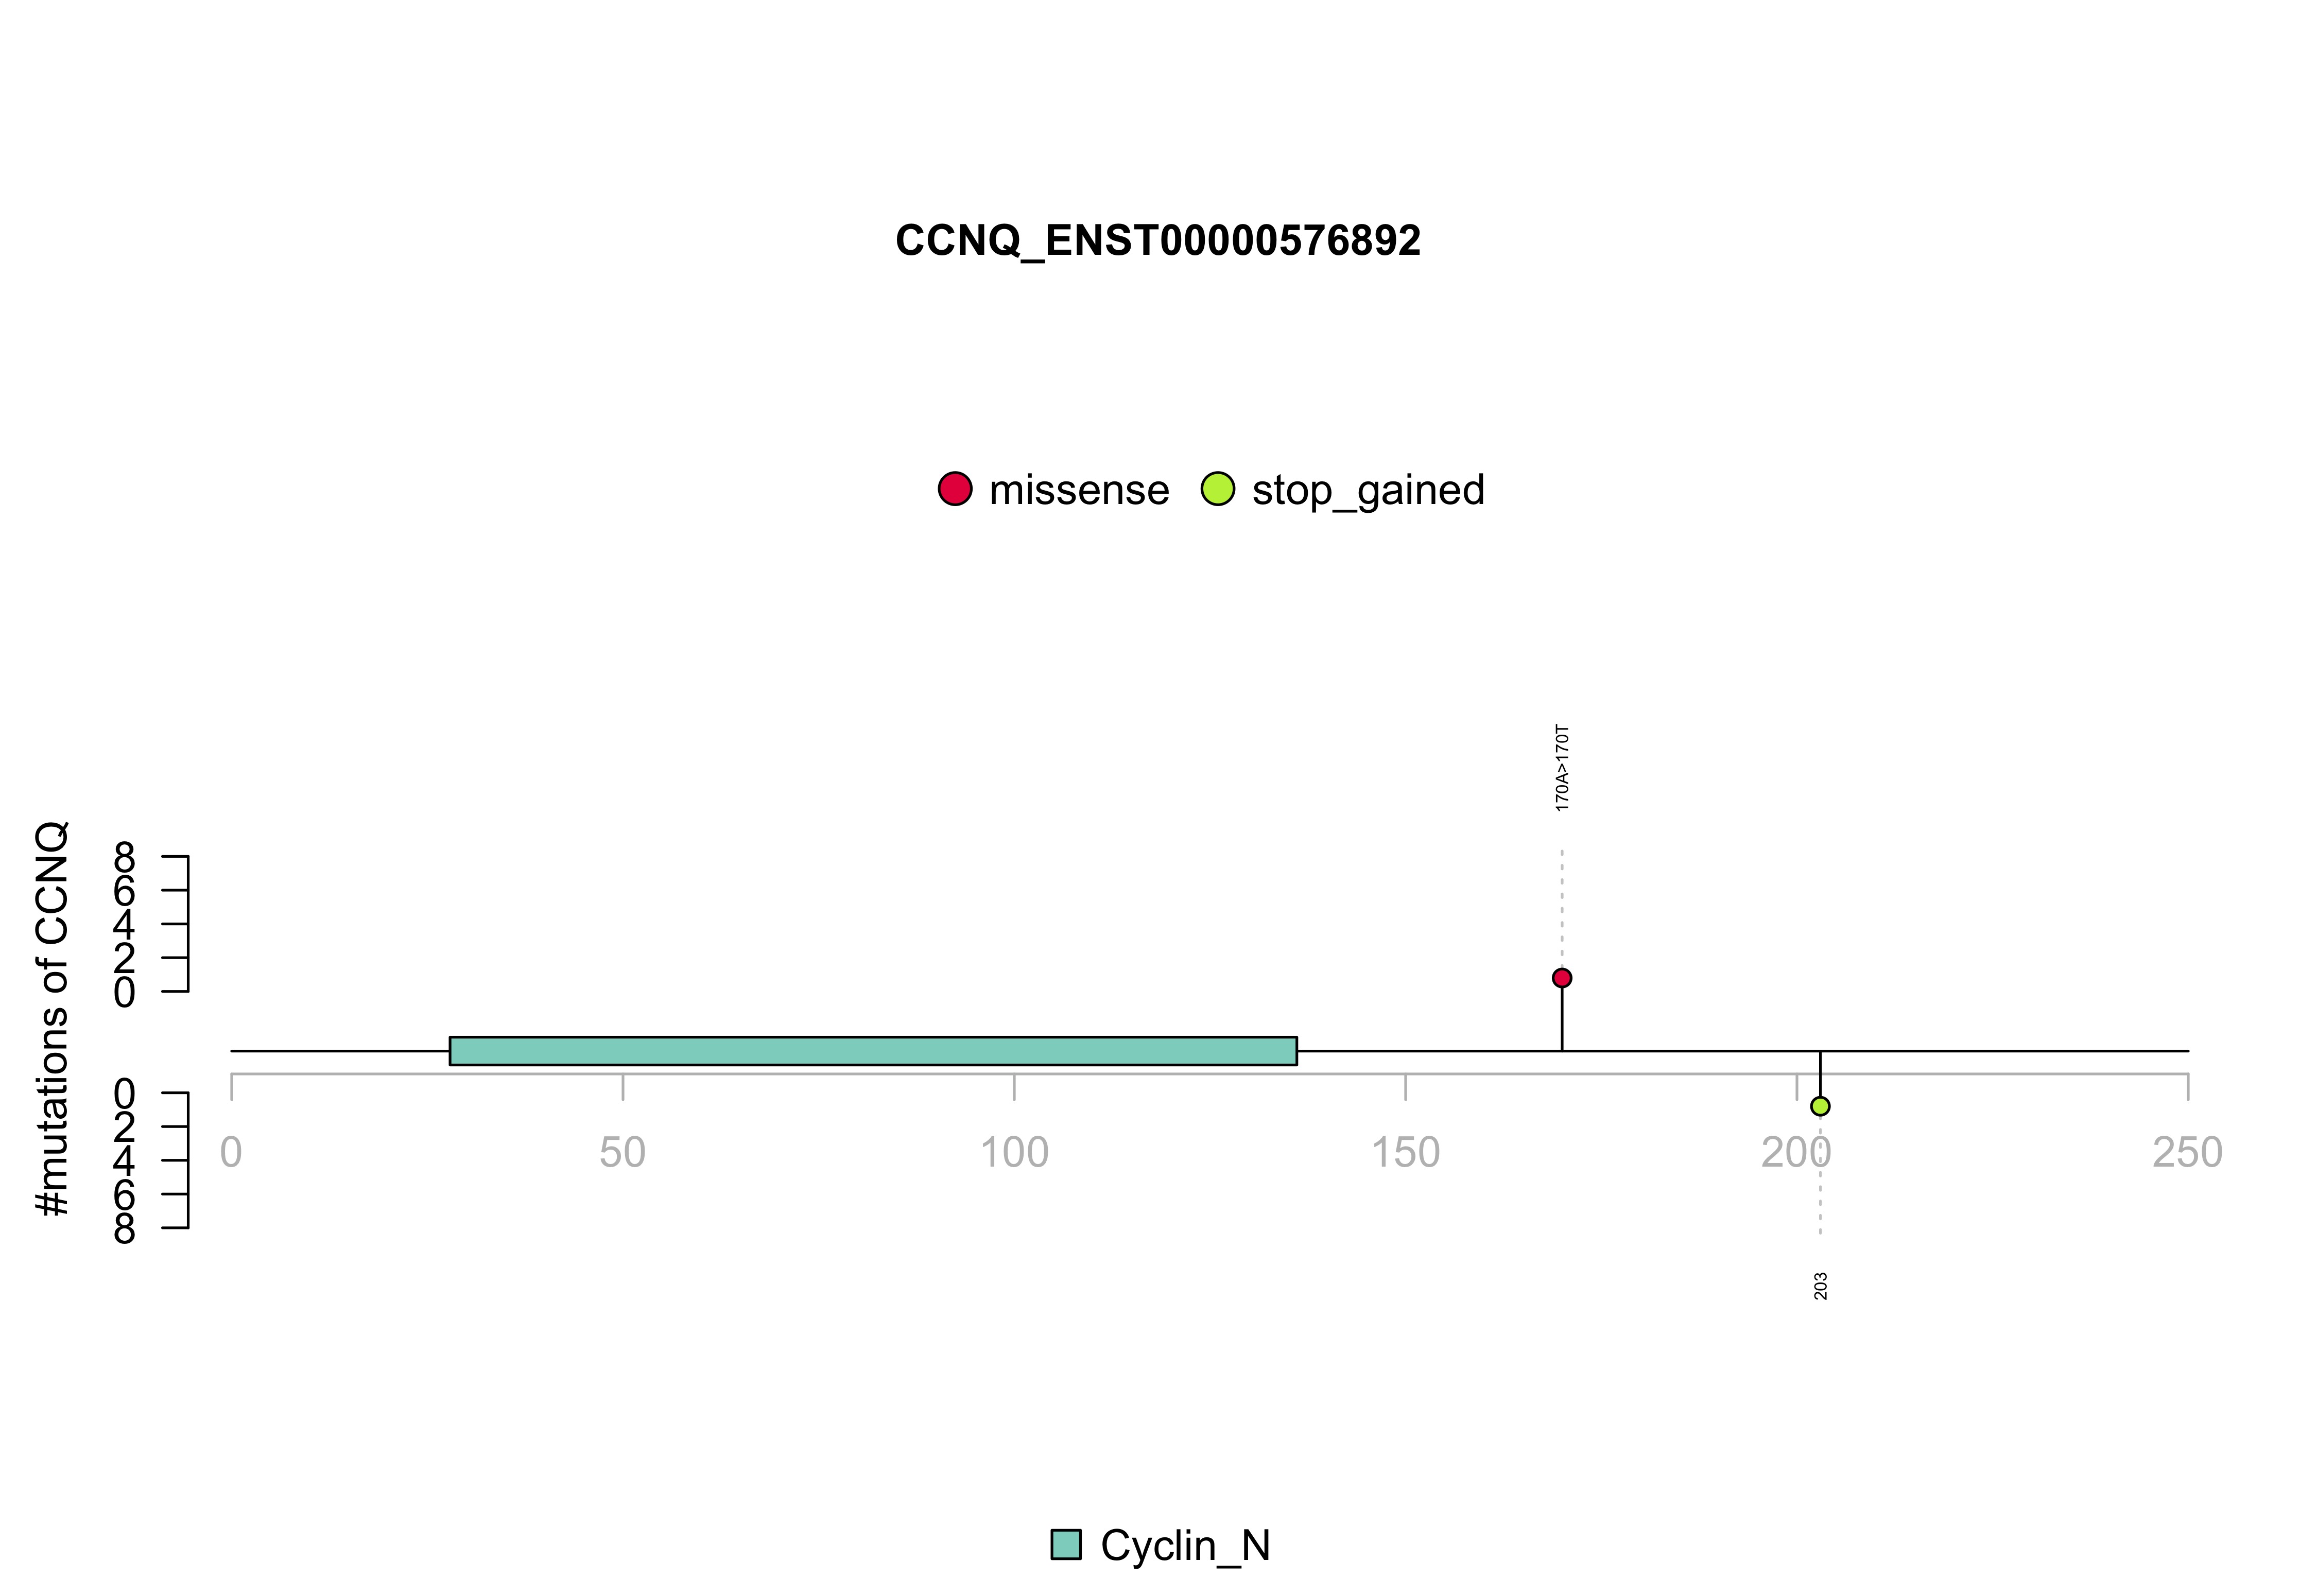 CCNQ_ENST00000576892
missense stop_gained
170A>170T
#mutations of CCNQ
8
6
4
2
0
0
2
4
6
8
0 50 100 150 200 250
203
Cyclin_N